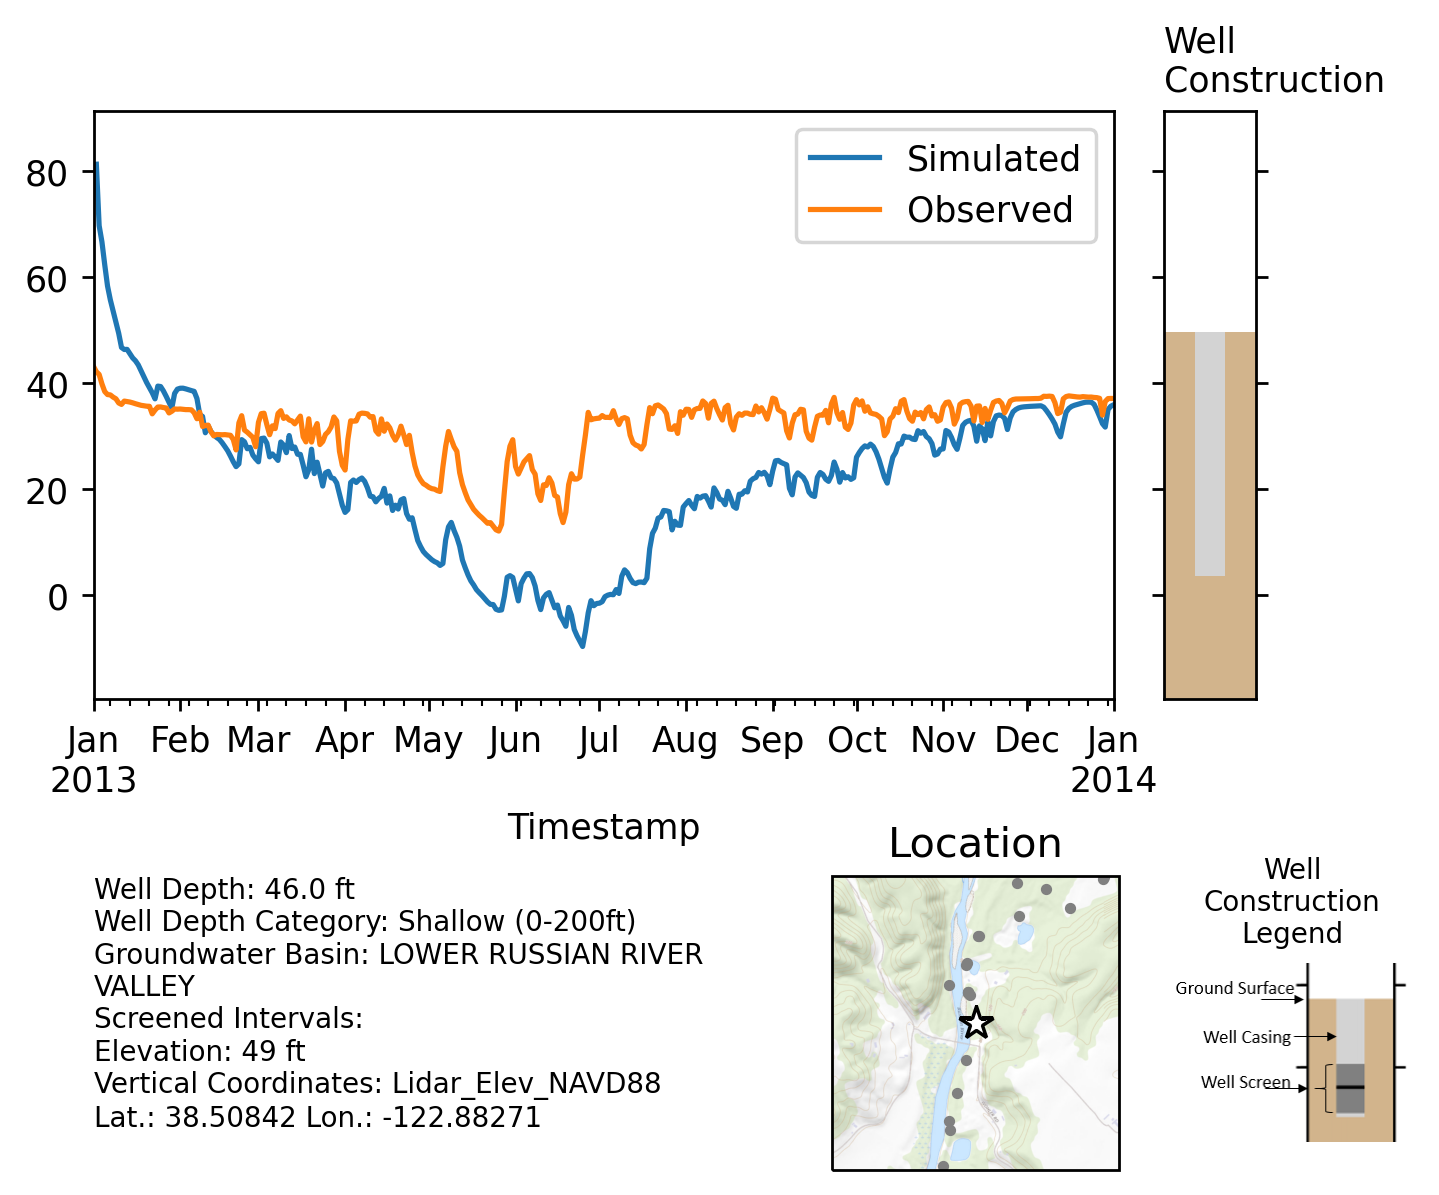 Well
Construction
Simulated
Observed
80
60
40
20
0
Jan Feb Mar Apr May Jun Jul Aug Sep Oct Nov Dec Jan
2013 2014
Timestamp
Well Depth: 46.0 ft
Well Depth Category: Shallow (0-200ft)
Groundwater Basin: LOWER RUSSIAN RIVER
VALLEY
Screened Intervals:
Elevation: 49 ft
Vertical Coordinates: Lidar_Elev_NAVD88
Lat.: 38.50842 Lon.: -122.88271
Location
Well
Construction
Legend
Ground Surface
Well Casing
Well Screen